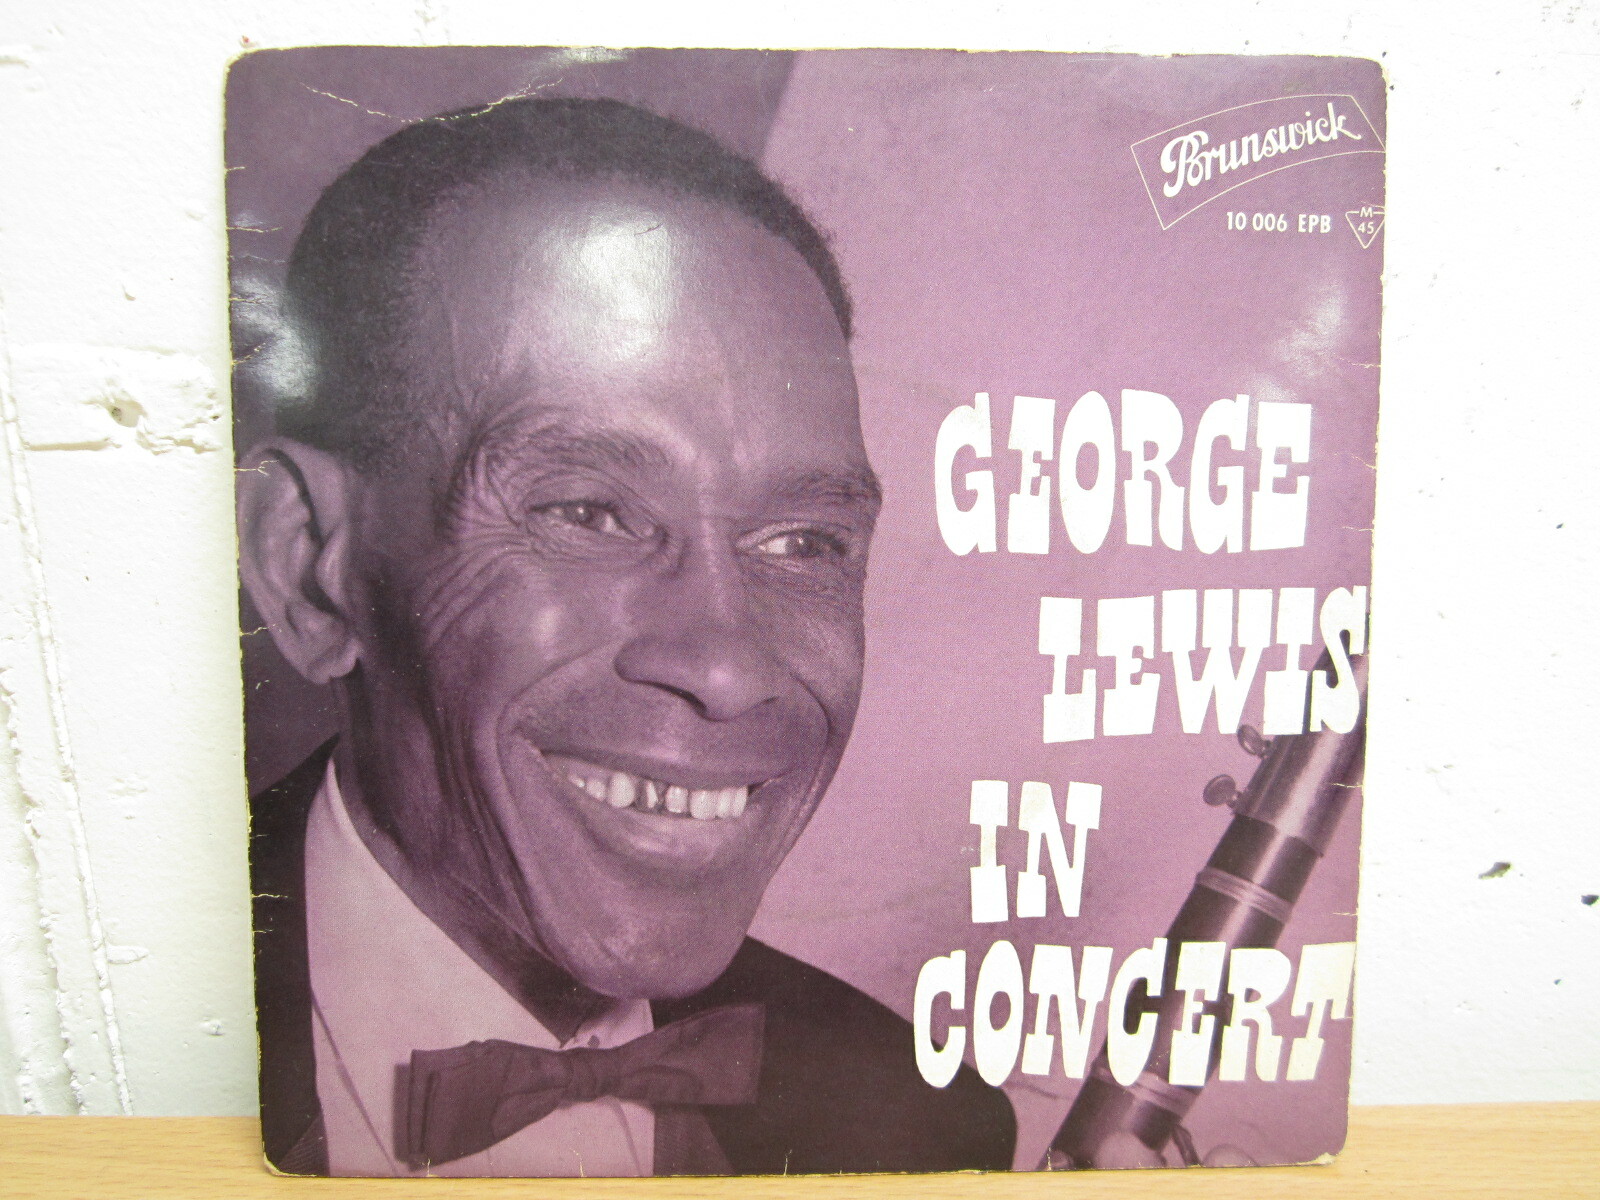 Brunswick
10 006 EPB
M
45
GEORGE
LEWIS
IN
CONCERT